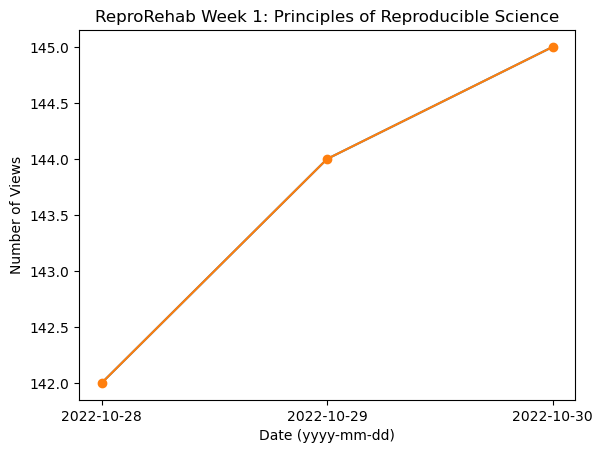 ReproRehab Week 1: Principles of Reproducible Science
145.0
144.5
144.0
143.5
143.0
142.5
142.0
Number of Views
2022-10-28 2022-10-29 2022-10-30
Date (yyyy-mm-dd)